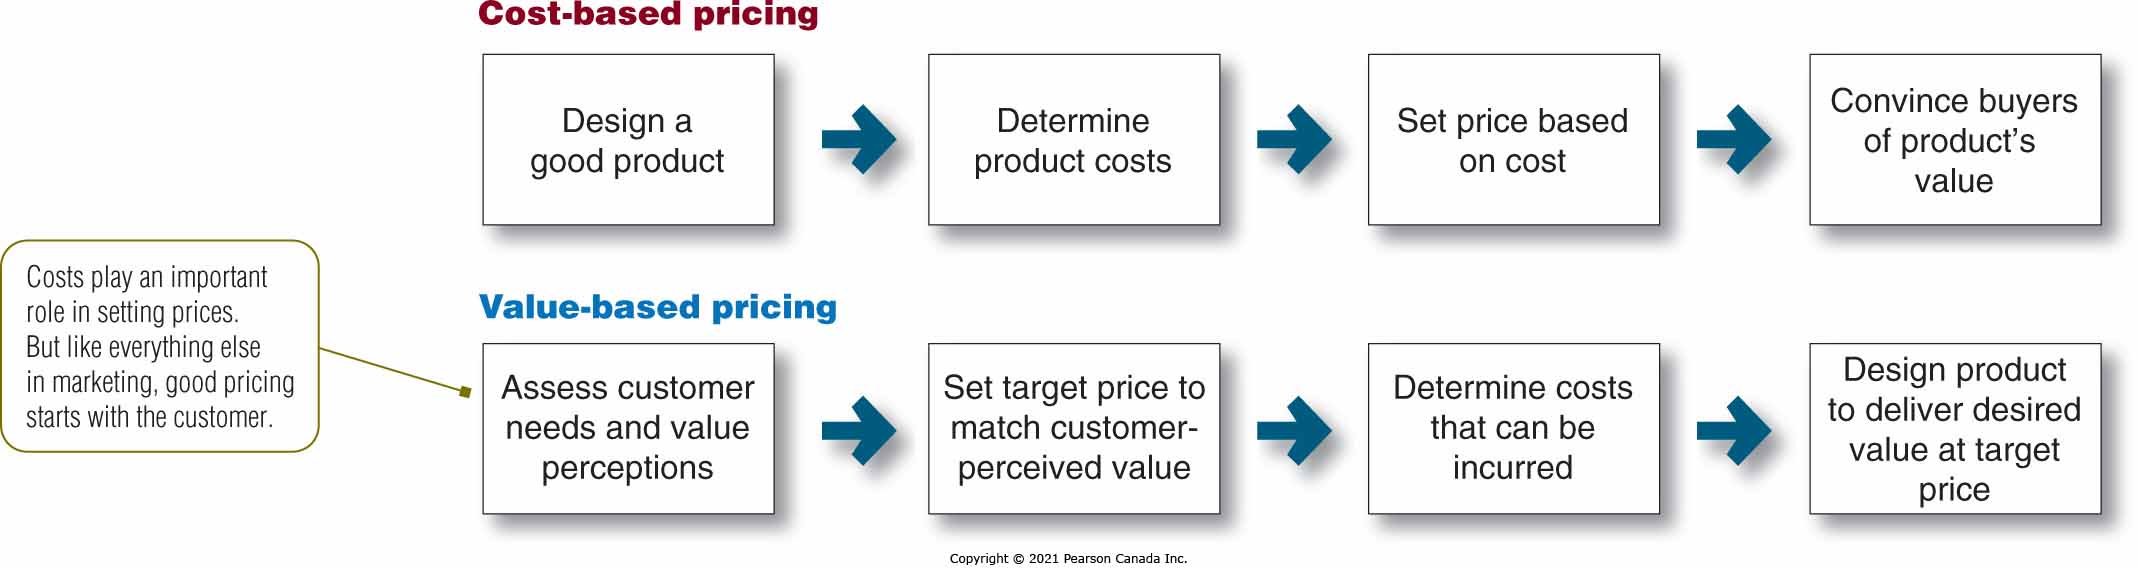 Cost-based pricing
Design a
good product
Determine
product costs
Set price based
on cost
Convince buyers
of product’s
value
Costs play an important
role in setting prices.
But like everything else
in marketing, good pricing
starts with the customer.
Value-based pricing
Assess customer
needs and value
perceptions
Set target price to
match customer-
perceived value
Determine costs
that can be
incurred
Design product
to deliver desired
value at target
price
Copyright © 2021 Pearson Canada Inc.